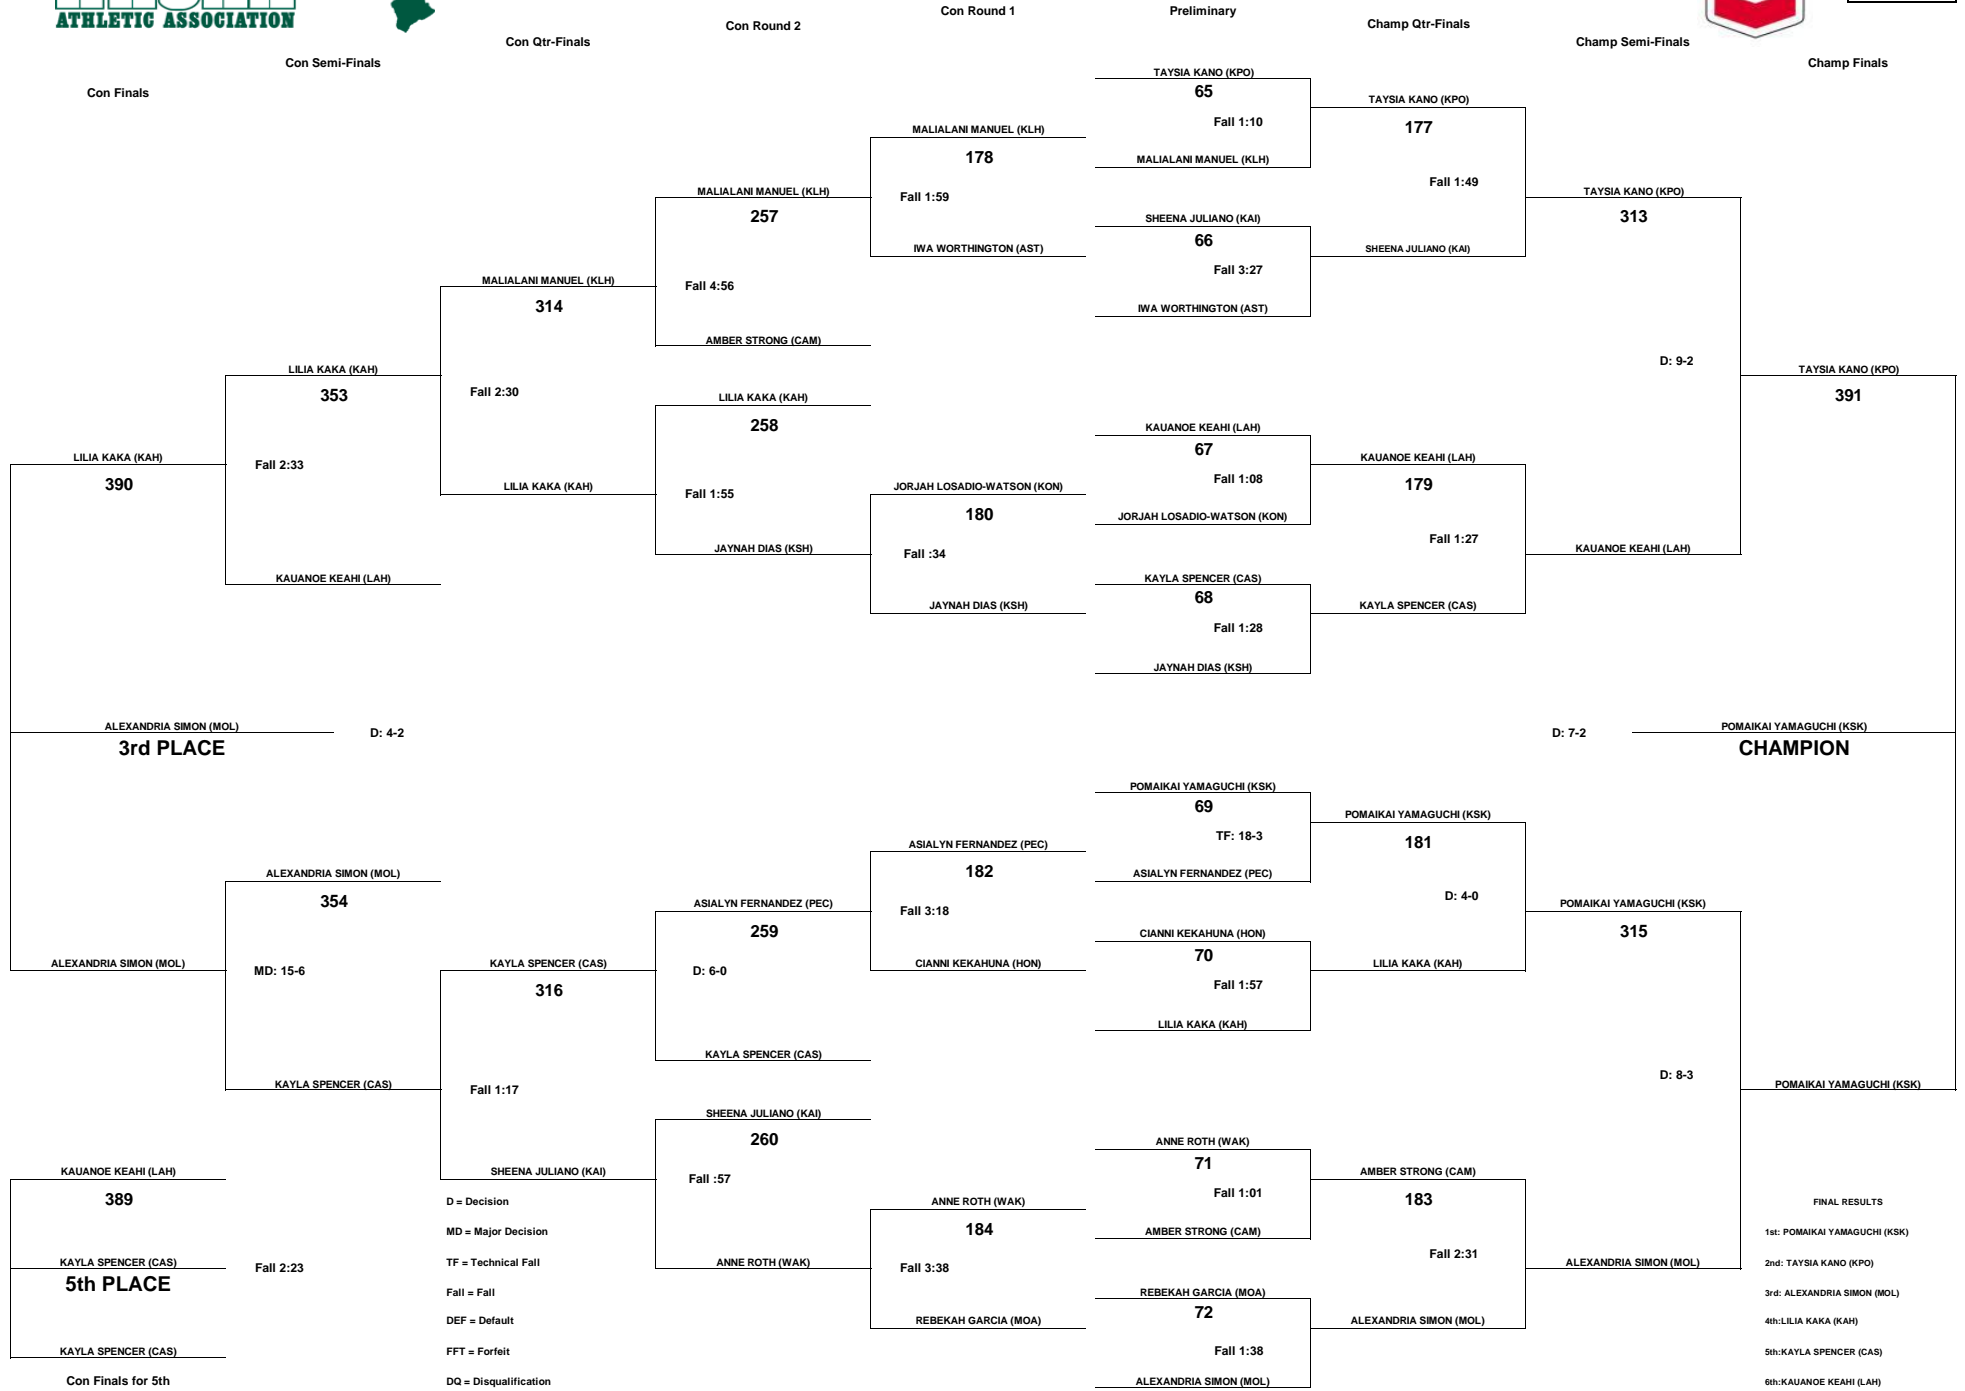 ATHLETIC ASSOCIATION
Con Finals
Con Semi-Finals
Con Qtr-Finals
Con Round 2
Con Round 1
Preliminary
Champ Qtr-Finals
Champ Semi-Finals
Champ Finals
TAYSIA KANO (KPO)
65
Fall 1:10
MALIALANI MANUEL (KLH)
SHEENA JULIANO (KAI)
66
Fall 3:27
IWA WORTHINGTON (AST)
KAUANOE KEAHI (LAH)
67
Fall 1:08
JORJAH LOSADIO-WATSON (KON)
KAYLA SPENCER (CAS)
68
Fall 1:28
JAYNAH DIAS (KSH)
POMAIKAI YAMAGUCHI (KSK)
69
TF: 18-3
ASIALYN FERNANDEZ (PEC)
CIANNI KEKAHUNA (HON)
70
Fall 1:57
LILIA KAKA (KAH)
ANNE ROTH (WAK)
71
Fall 1:01
AMBER STRONG (CAM)
REBEKAH GARCIA (MOA)
72
Fall 1:38
ALEXANDRIA SIMON (MOL)
TAYSIA KANO (KPO)
177
Fall 1:49
SHEENA JULIANO (KAI)
KAUANOE KEAHI (LAH)
179
Fall 1:27
KAYLA SPENCER (CAS)
POMAIKAI YAMAGUCHI (KSK)
181
D: 4-0
LILIA KAKA (KAH)
AMBER STRONG (CAM)
183
Fall 2:31
ALEXANDRIA SIMON (MOL)
TAYSIA KANO (KPO)
313
D: 9-2
KAUANOE KEAHI (LAH)
POMAIKAI YAMAGUCHI (KSK)
315
D: 8-3
ALEXANDRIA SIMON (MOL)
TAYSIA KANO (KPO)
391
D: 7-2
POMAIKAI YAMAGUCHI (KSK)
CHAMPION
POMAIKAI YAMAGUCHI (KSK)
MALIALANI MANUEL (KLH)
178
Fall 1:59
IWA WORTHINGTON (AST)
JORJAH LOSADIO-WATSON (KON)
180
Fall :34
JAYNAH DIAS (KSH)
ASIALYN FERNANDEZ (PEC)
182
Fall 3:18
CIANNI KEKAHUNA (HON)
ANNE ROTH (WAK)
184
Fall 3:38
REBEKAH GARCIA (MOA)
MALIALANI MANUEL (KLH)
257
Fall 4:56
AMBER STRONG (CAM)
LILIA KAKA (KAH)
258
Fall 1:55
JAYNAH DIAS (KSH)
ASIALYN FERNANDEZ (PEC)
259
D: 6-0
KAYLA SPENCER (CAS)
SHEENA JULIANO (KAI)
260
Fall :57
ANNE ROTH (WAK)
MALIALANI MANUEL (KLH)
314
Fall 2:30
LILIA KAKA (KAH)
KAYLA SPENCER (CAS)
316
Fall 1:17
SHEENA JULIANO (KAI)
LILIA KAKA (KAH)
353
Fall 2:33
KAUANOE KEAHI (LAH)
ALEXANDRIA SIMON (MOL)
354
MD: 15-6
KAYLA SPENCER (CAS)
LILIA KAKA (KAH)
390
ALEXANDRIA SIMON (MOL)
3rd PLACE
D: 4-2
ALEXANDRIA SIMON (MOL)
KAUANOE KEAHI (LAH)
389
KAYLA SPENCER (CAS)
5th PLACE
Fall 2:23
KAYLA SPENCER (CAS)
Con Finals for 5th
D = Decision
MD = Major Decision
TF = Technical Fall
Fall = Fall
DEF = Default
FFT = Forfeit
DQ = Disqualification
FINAL RESULTS
1st: POMAIKAI YAMAGUCHI (KSK)
2nd: TAYSIA KANO (KPO)
3rd: ALEXANDRIA SIMON (MOL)
4th:LILIA KAKA (KAH)
5th:KAYLA SPENCER (CAS)
6th:KAUANOE KEAHI (LAH)